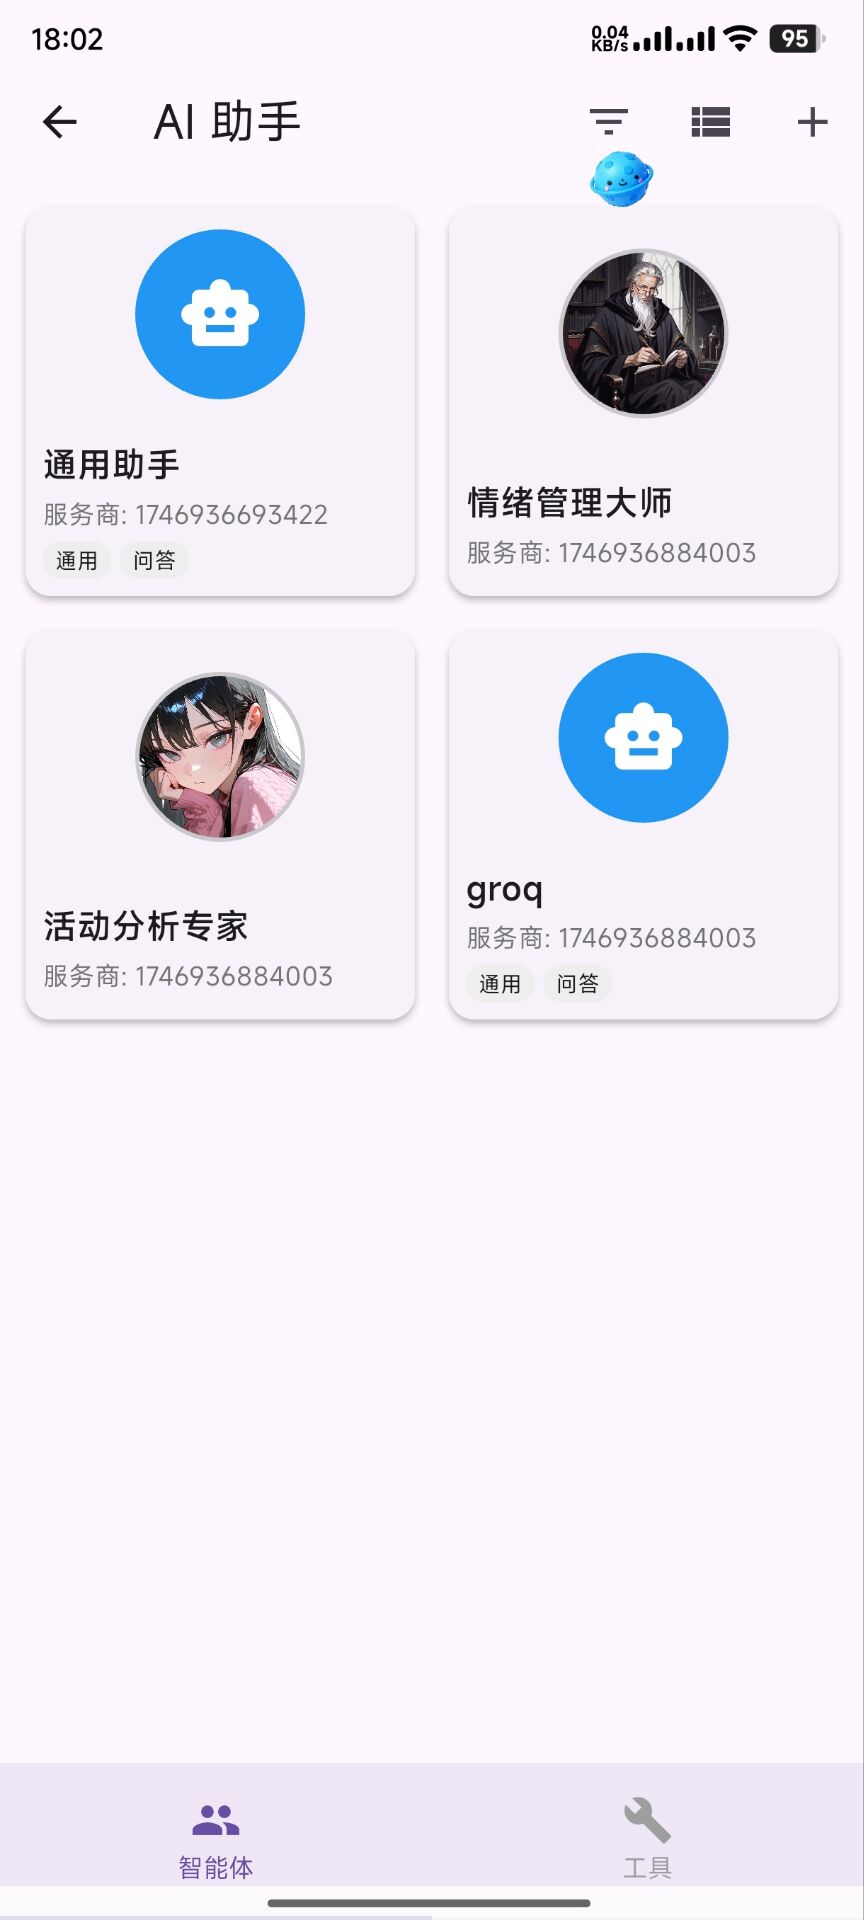 18:02
0.04
KB/s
95
AI 助手
通用助手
服务商: 1746936693422
通用 问答
情绪管理大师
服务商: 1746936884003
活动分析专家
服务商: 1746936884003
groq
服务商: 1746936884003
通用 问答
智能体
工具